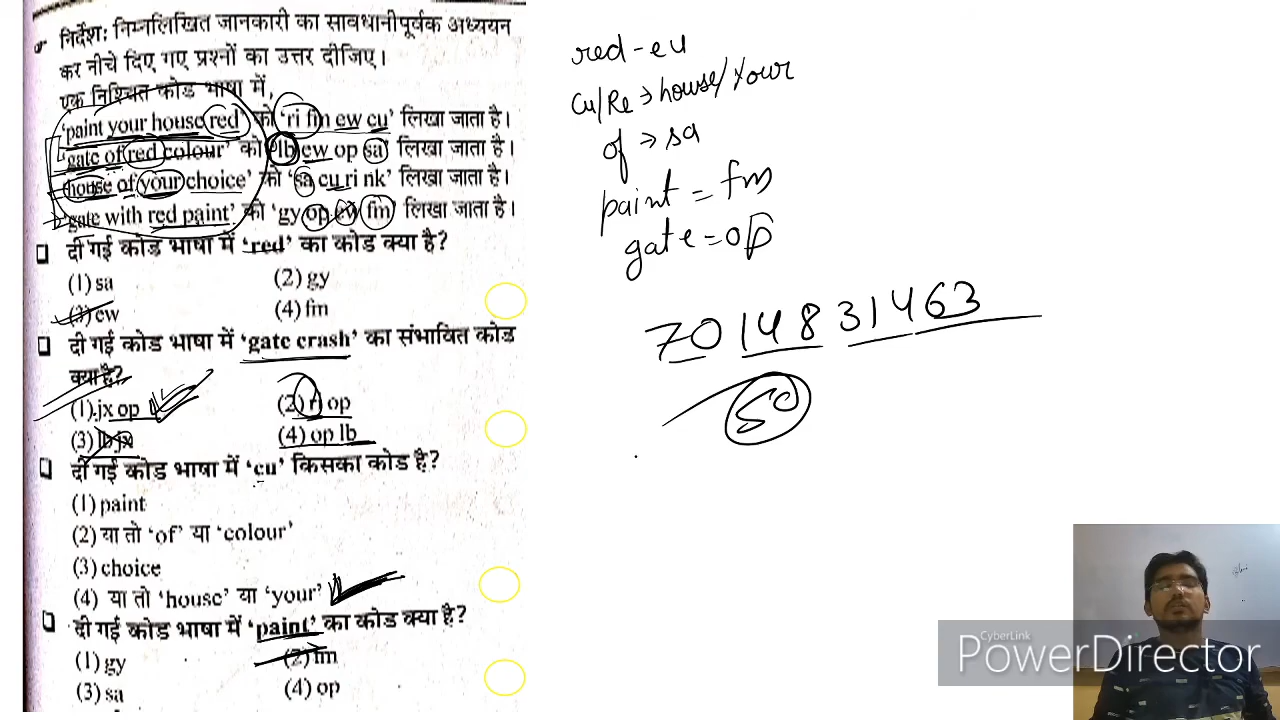 निर्देश: निम्नलिखित जानकारी का सावधानीपूर्वक अध्ययन
कर नीचे दिए गए प्रश्नों का उत्तर दीजिए।
एक निश्चित कोड भाषा में,
'paint your house red' को 'ri fm ew cu' लिखा जाता है।
'gate of red colour' को 'lb ew op sa' लिखा जाता है।
'house of your choice' को 'sa cu ri nk' लिखा जाता है।
'gate with red paint' को 'gy op ew fm' लिखा जाता है।
दी गई कोड भाषा में 'red' का कोड क्या है?
(1) sa (2) gy
(3) ew (4) fm
दी गई कोड भाषा में 'gate crash' का संभावित कोड
क्या है?
(1) jx op (2) ri op
(3) lb jx (4) op lb
दी गई कोड भाषा में 'cu' किसका कोड है?
(1) paint
(2) या तो 'of' या 'colour'
(3) choice
(4) या तो 'house' या 'your'
दी गई कोड भाषा में 'paint' का कोड क्या है?
(1) gy (2) fm
(3) sa (4) op
red - eu
Cu/Re → house/your
of → sa
paint = fm
gate = op
7014831463
50
CyberLink
PowerDirector